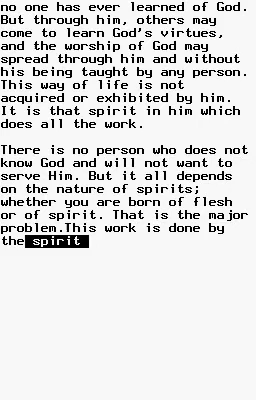 no one has ever learned of God.
But through him, others may
come to learn God's virtues,
and the worship of God may
spread through him and without
his being taught by any person.
This way of life is not
acquired or exhibited by him.
It is that spirit in him which
does all the work.

There is no person who does not
know God and will not want to
serve Him. But it all depends
on the nature of spirits;
whether you are born of flesh
or of spirit. That is the major
problem.This work is done by
the spirit